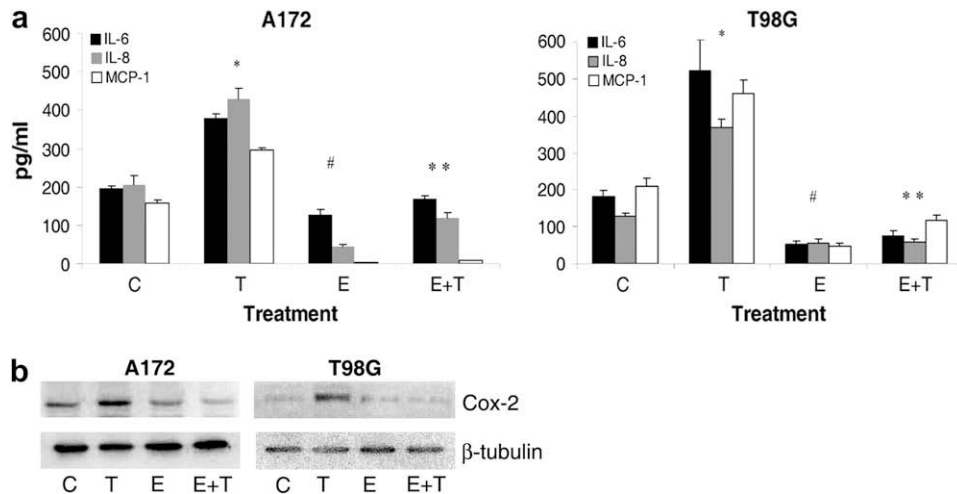 a
A172
600
500
400
300
200
100
0
pg/ml
IL-6
IL-8
MCP-1
*
#
**
C T E E+T
Treatment
T98G
600
500
400
300
200
100
0
IL-6
IL-8
MCP-1
*
#
**
C T E E+T
Treatment
b
A172 T98G
Cox-2
β-tubulin
C T E E+T C T E E+T